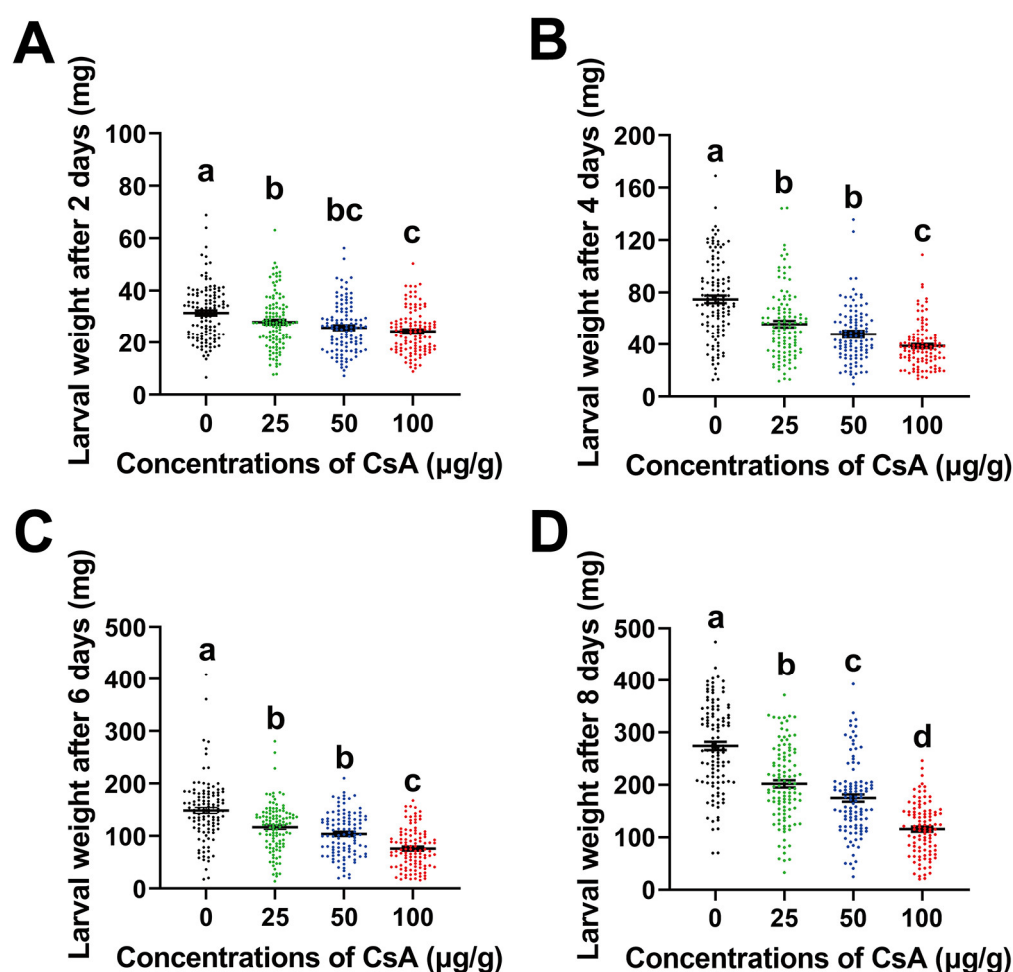 A
Larval weight after 2 days (mg)
100
80
60
40
20
0
a
b
bc
c
0 25 50 100
Concentrations of CsA (µg/g)
B
Larval weight after 4 days (mg)
200
160
120
80
40
0
a
b
b
c
0 25 50 100
Concentrations of CsA (µg/g)
C
Larval weight after 6 days (mg)
500
400
300
200
100
0
a
b
b
c
0 25 50 100
Concentrations of CsA (µg/g)
D
Larval weight after 8 days (mg)
500
400
300
200
100
0
a
b
c
d
0 25 50 100
Concentrations of CsA (µg/g)